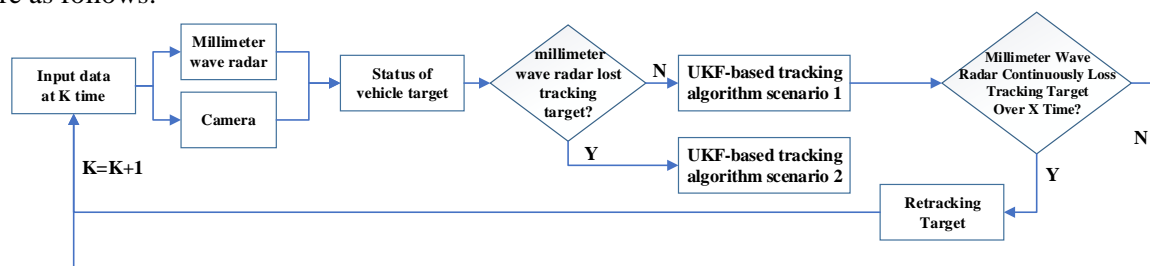 re as follows:
Millimeter
wave radar
Input data
at K time
Camera
Status of
vehicle target
millimeter
wave radar lost
tracking
target?
N
Y
UKF-based tracking
algorithm scenario 1
UKF-based tracking
algorithm scenario 2
Millimeter Wave
Radar Continuously Loss
Tracking Target
Over X Time?
N
Y
Retracking
Target
K=K+1